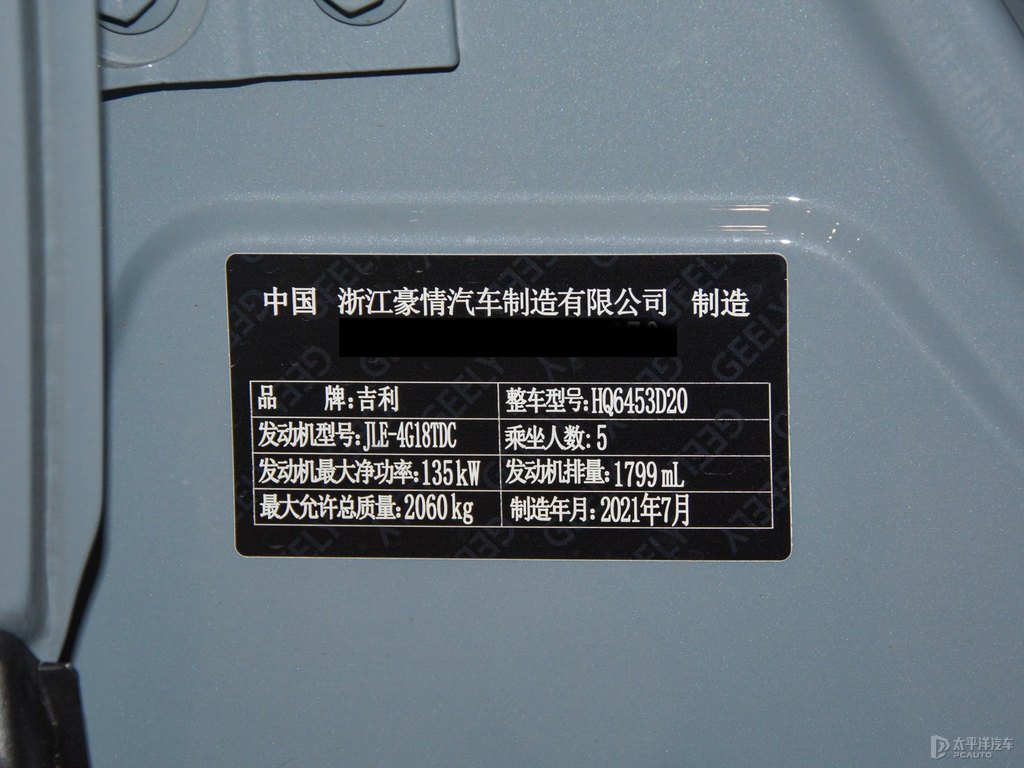 中国 浙江豪情汽车制造有限公司 制造
品 牌:吉利 整车型号:HQ6453D20
发动机型号:JLE-4G18TDC 乘坐人数:5
发动机最大净功率:135kW 发动机排量:1799mL
最大允许总质量:2060kg 制造年月:2021年7月
太平洋汽车
PCAUTO